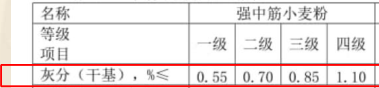 名称 强中筋小麦粉
等级 一级 二级 三级 四级
项目
灰分（干基），%≤ 0.55 0.70 0.85 1.10